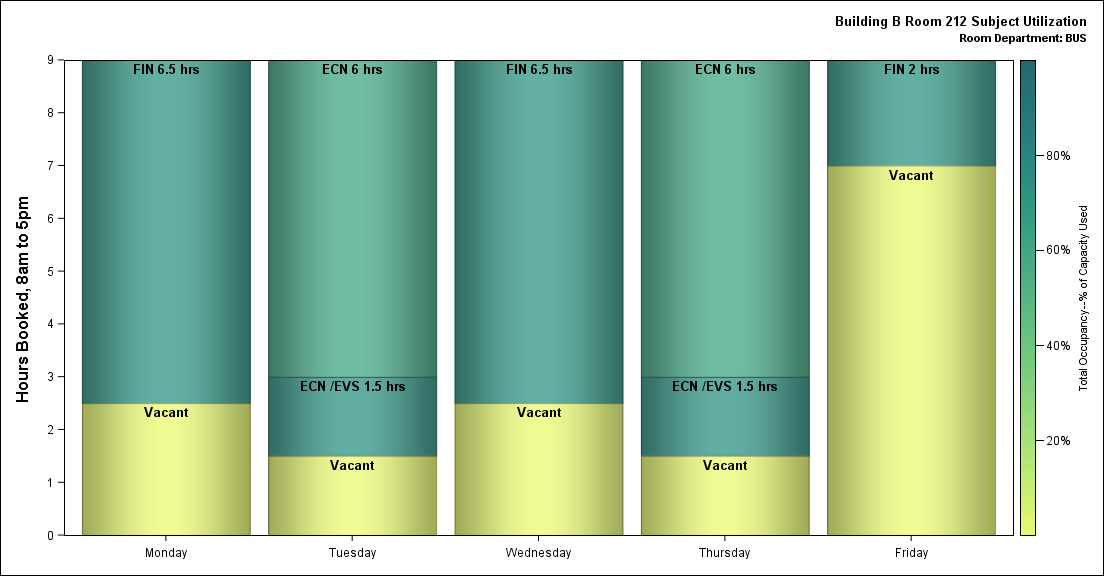 Building B Room 212 Subject Utilization
Room Department: BUS
Hours Booked, 8am to 5pm
9
8
7
6
5
4
3
2
1
0
FIN 6.5 hrs
Vacant
ECN 6 hrs
ECN /EVS 1.5 hrs
Vacant
FIN 6.5 hrs
Vacant
ECN 6 hrs
ECN /EVS 1.5 hrs
Vacant
FIN 2 hrs
Vacant
Monday
Tuesday
Wednesday
Thursday
Friday
80%
60%
40%
20%
Total Occupancy--% of Capacity Used